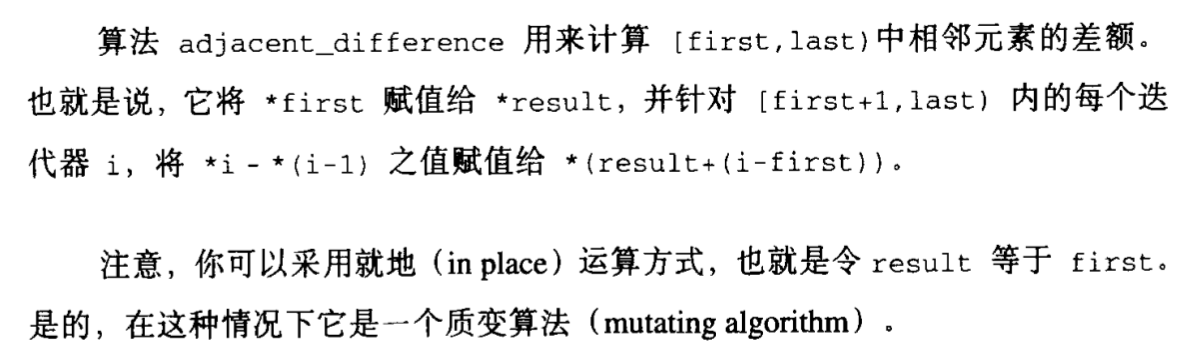 算法 adjacent_difference 用来计算 [first,last)中相邻元素的差额。
也就是说，它将 *first 赋值给 *result，并针对 [first+1,last) 内的每个迭
代器 i，将 *i - *(i-1) 之值赋值给 *(result+(i-first))。
注意，你可以采用就地（in place）运算方式，也就是令 result 等于 first。
是的，在这种情况下它是一个质变算法（mutating algorithm）。